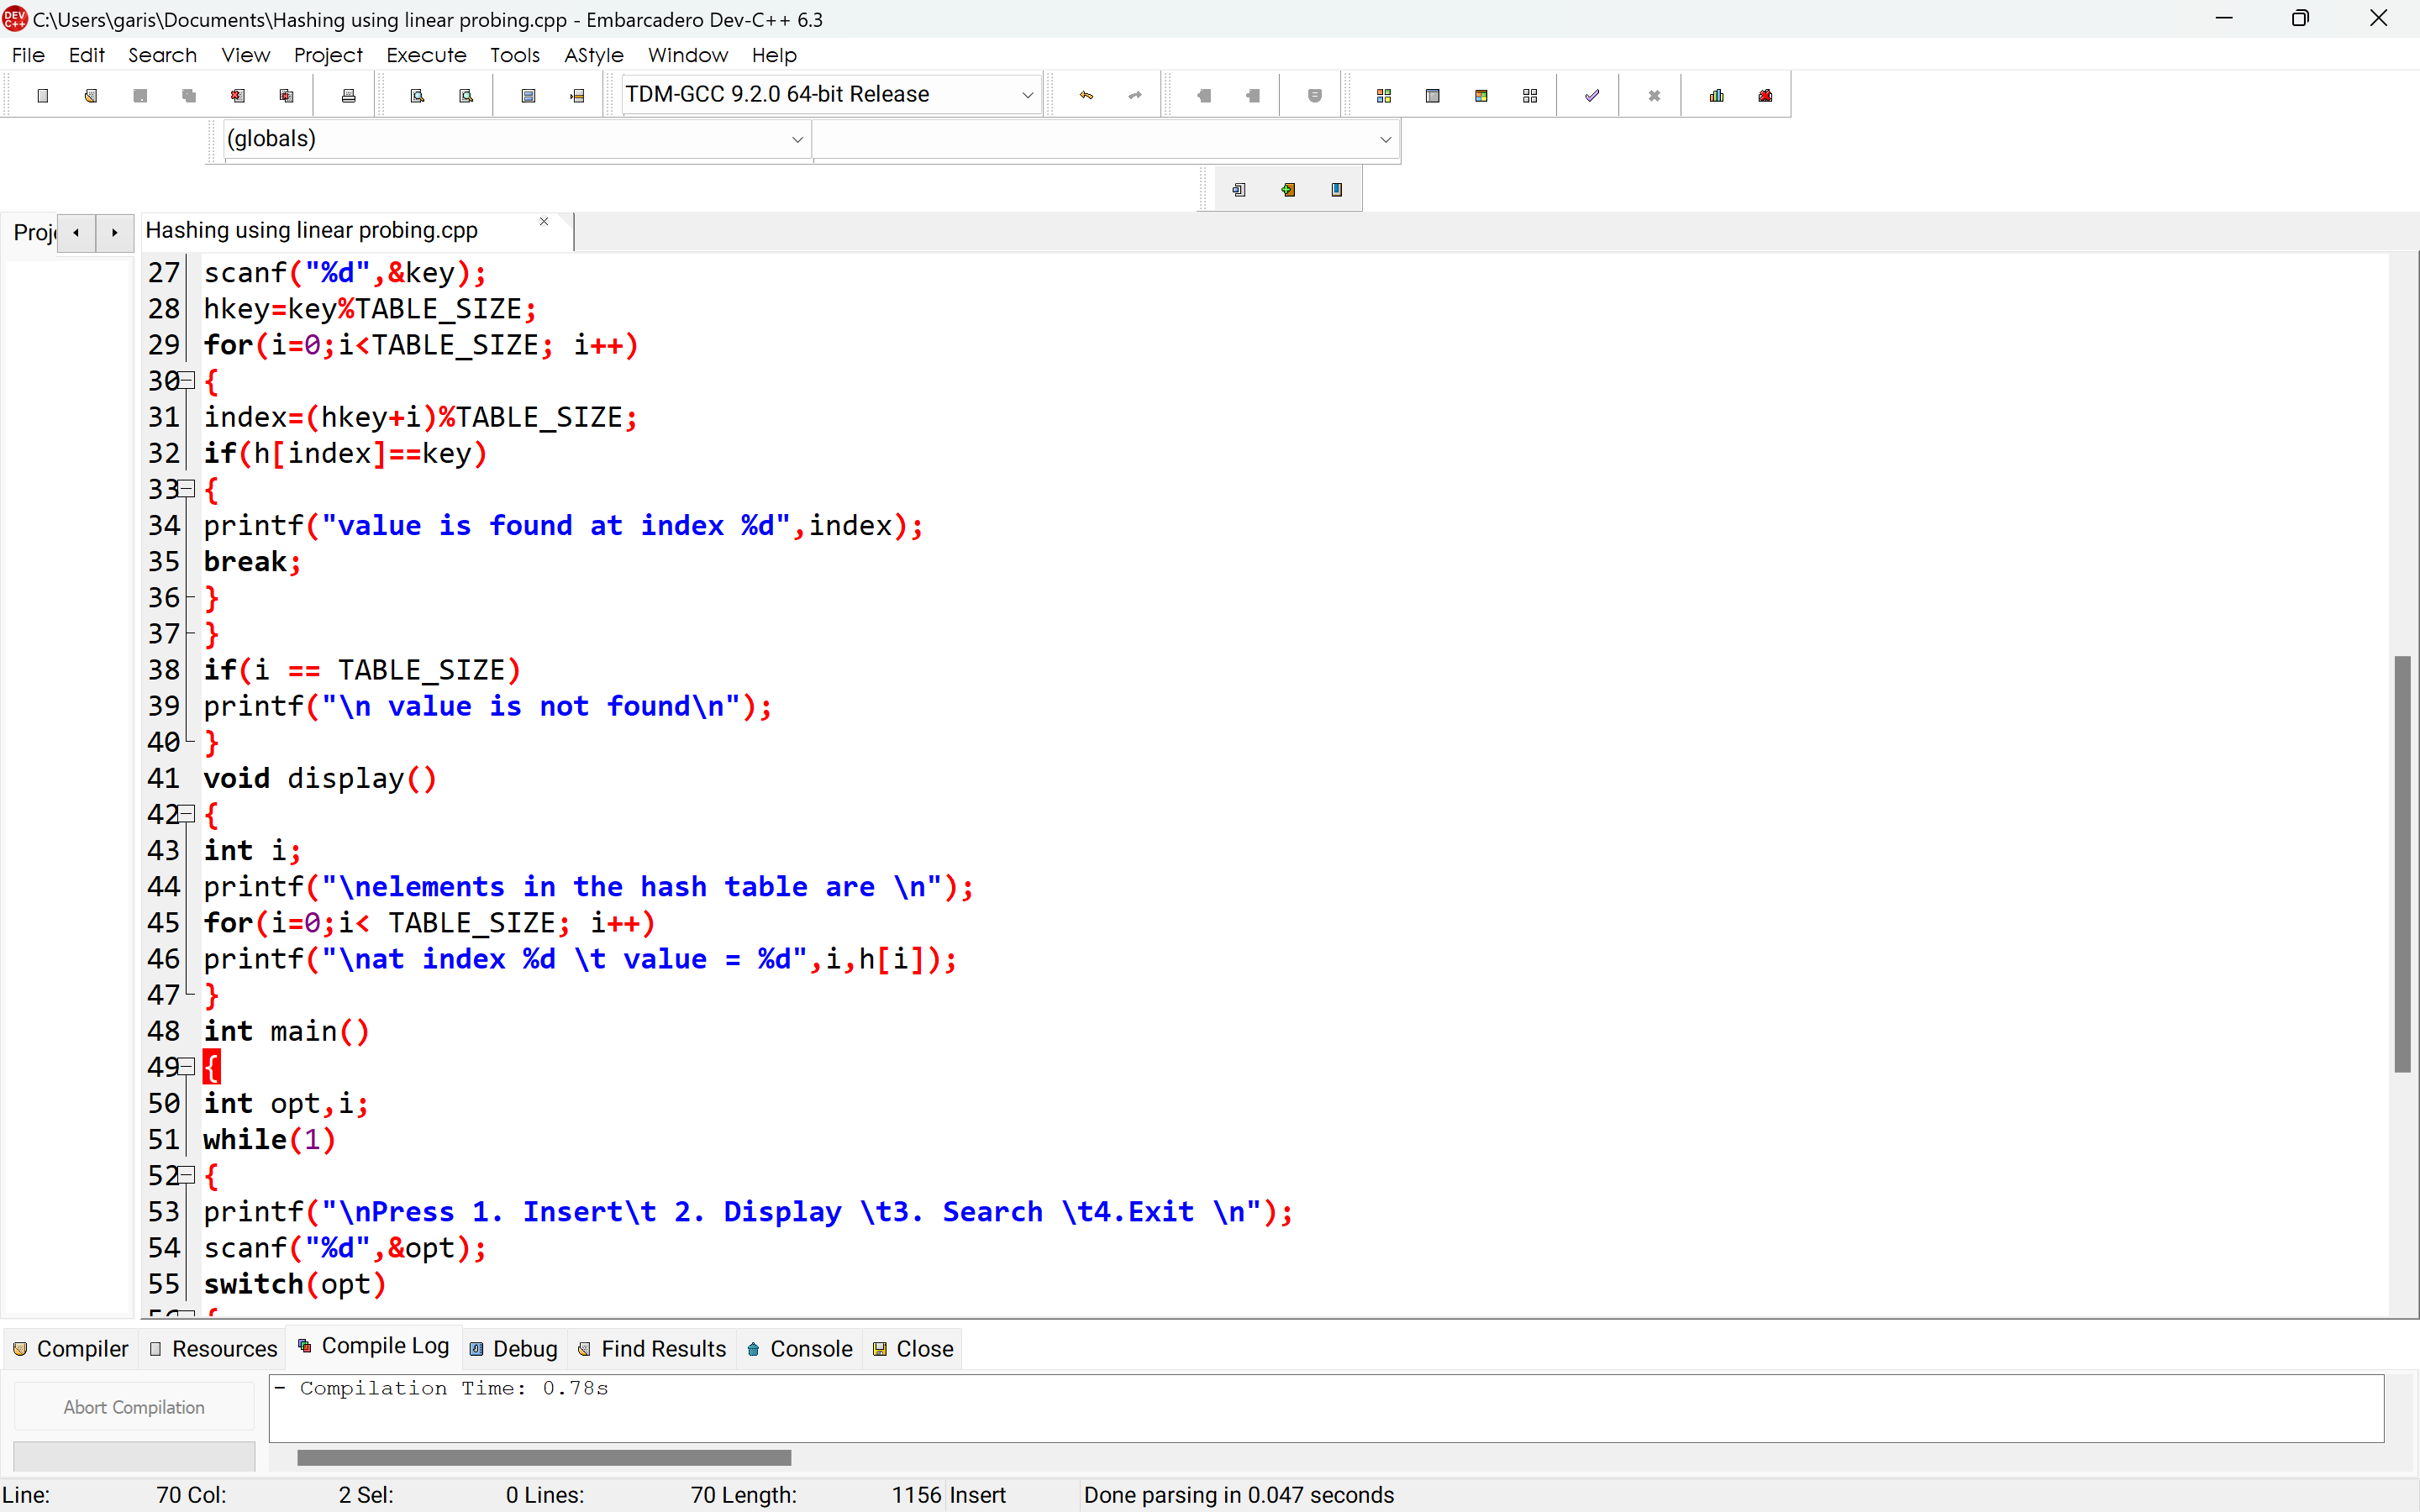 C:\Users\garis\Documents\Hashing using linear probing.cpp - Embarcadero Dev-C++ 6.3
File Edit Search View Project Execute Tools AStyle Window Help
TDM-GCC 9.2.0 64-bit Release
(globals)
Hashing using linear probing.cpp
27 scanf("%d",&key);
28 hkey=key%TABLE_SIZE;
29 for(i=0;i<TABLE_SIZE; i++)
30 {
31 index=(hkey+i)%TABLE_SIZE;
32 if(h[index]==key)
33 {
34 printf("value is found at index %d",index);
35 break;
36 }
37 }
38 if(i == TABLE_SIZE)
39 printf("\n value is not found\n");
40 }
41 void display()
42 {
43 int i;
44 printf("\nelements in the hash table are \n");
45 for(i=0;i< TABLE_SIZE; i++)
46 printf("\nat index %d \t value = %d",i,h[i]);
47 }
48 int main()
49 {
50 int opt,i;
51 while(1)
52 {
53 printf("\nPress 1. Insert\t 2. Display \t3. Search \t4.Exit \n");
54 scanf("%d",&opt);
55 switch(opt)
Compiler Resources Compile Log Debug Find Results Console Close
- Compilation Time: 0.78s
Abort Compilation
Line: 70 Col: 2 Sel: 0 Lines: 70 Length: 1156 Insert Done parsing in 0.047 seconds